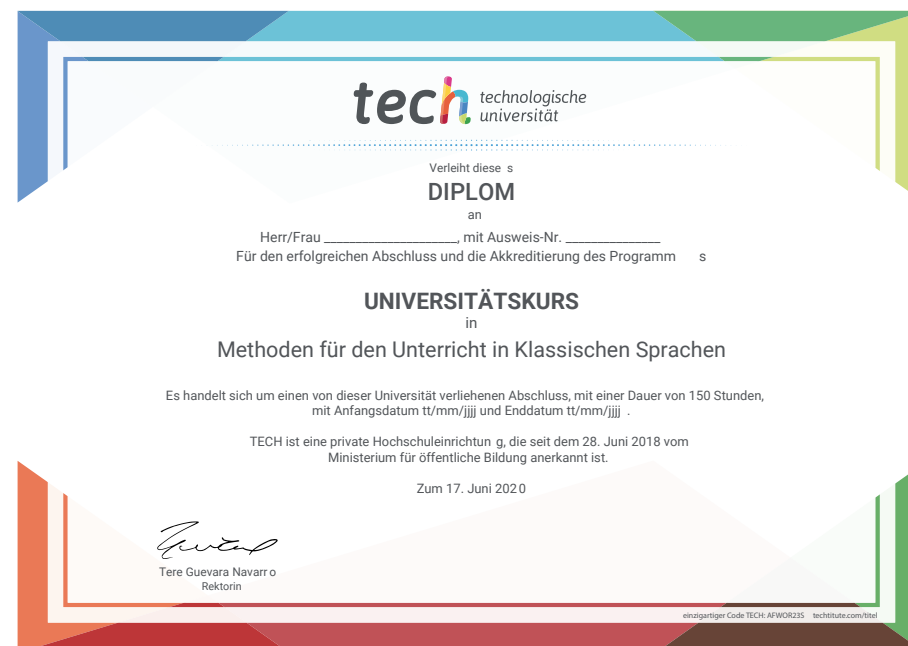 tech technologische
universität
Verleiht diese s
DIPLOM
an
Herr/Frau _____________________, mit Ausweis-Nr. _______________
Für den erfolgreichen Abschluss und die Akkreditierung des Programm s
UNIVERSITÄTSKURS
in
Methoden für den Unterricht in Klassischen Sprachen
Es handelt sich um einen von dieser Universität verliehenen Abschluss, mit einer Dauer von 150 Stunden,
mit Anfangsdatum tt/mm/jjjj und Enddatum tt/mm/jjjj .
TECH ist eine private Hochschuleinrichtun g, die seit dem 28. Juni 2018 vom
Ministerium für öffentliche Bildung anerkannt ist.
Zum 17. Juni 2020
Tere Guevara Navarro
Rektorin
einzigartiger Code TECH: AFWOR23S techtitute.com/titel